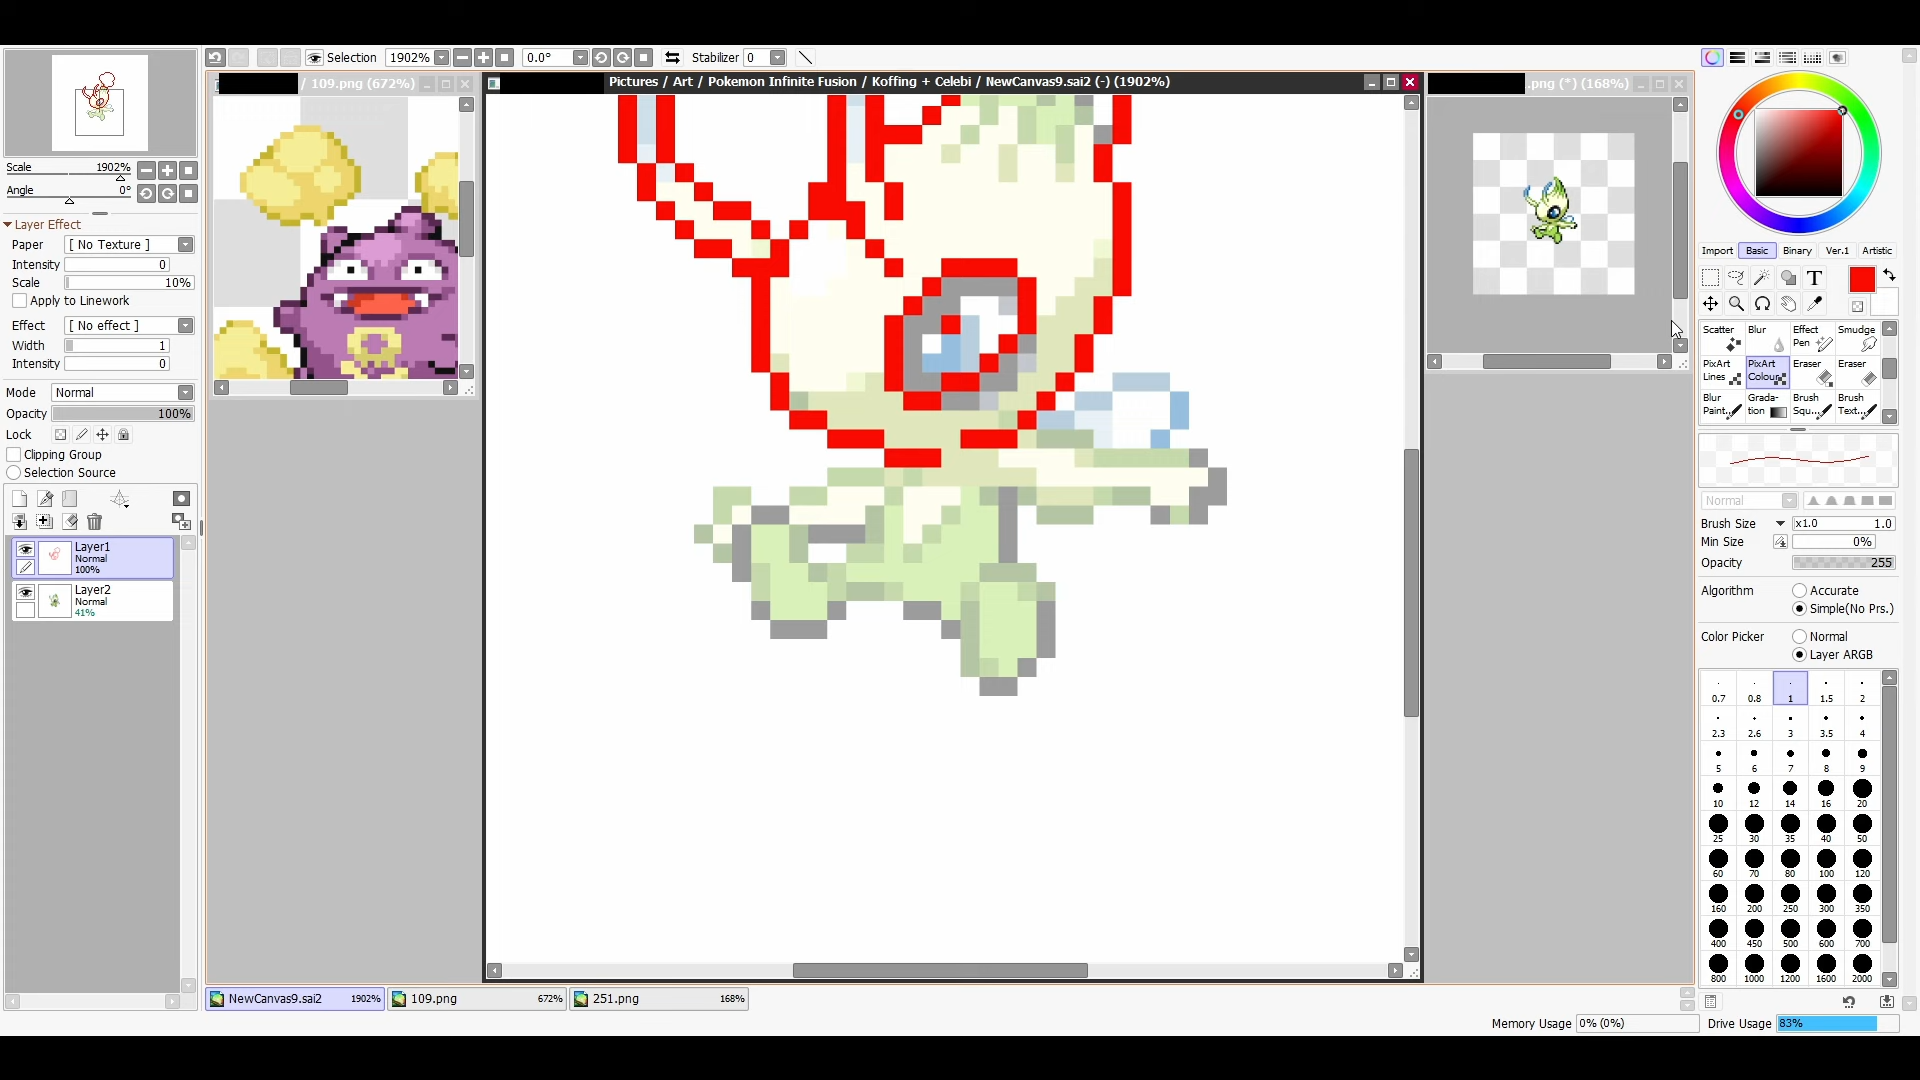 Selection 1902% 0.0° Stabilizer 0
/ 109.png (672%)
Pictures / Art / Pokemon Infinite Fusion / Koffing + Celebi / NewCanvas9.sai2 (-) (1902%)
.png (*) (168%)
Scale 1902%
Angle 0°
Layer Effect
Paper [ No Texture ]
Intensity 0
Scale 10%
Apply to Linework
Effect [ No effect ]
Width 1
Intensity 0
Mode Normal
Opacity 100%
Lock
Clipping Group
Selection Source
Layer1
Normal
100%
Layer2
Normal
41%
Import Basic Binary Ver.1 Artistic
T
Scatter Blur Effect Pen Smudge
PixArt Lines PixArt Colour Eraser Eraser
Blur Paint... Grada-tion Brush Squ... Brush Text...
Normal
Brush Size x1.0 1.0
Min Size 0%
Opacity 255
Algorithm Accurate
Simple(No Prs.)
Color Picker Normal
Layer ARGB
0.7 0.8 1 1.5 2
2.3 2.6 3 3.5 4
5 6 7 8 9
10 12 14 16 20
25 30 35 40 50
60 70 80 100 120
160 200 250 300 350
400 450 500 600 700
800 1000 1200 1600 2000
NewCanvas9.sai2 1902% 109.png 672% 251.png 168%
Memory Usage 0% (0%) Drive Usage 83%